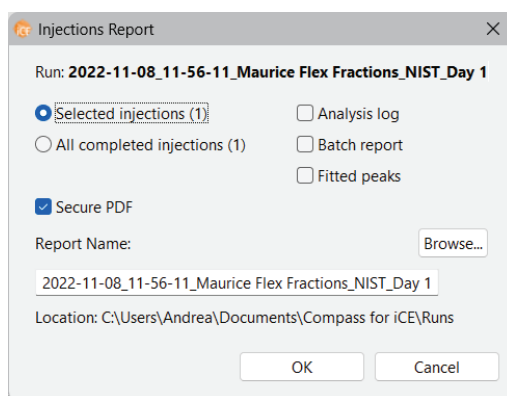 iCE Injections Report
Run: 2022-11-08_11-56-11_Maurice Flex Fractions_NIST_Day 1
Selected injections (1)
Analysis log
All completed injections (1)
Batch report
Fitted peaks
Secure PDF
Report Name:
Browse...
2022-11-08_11-56-11_Maurice Flex Fractions_NIST_Day 1
Location: C:\Users\Andrea\Documents\Compass for iCE\Runs
OK
Cancel